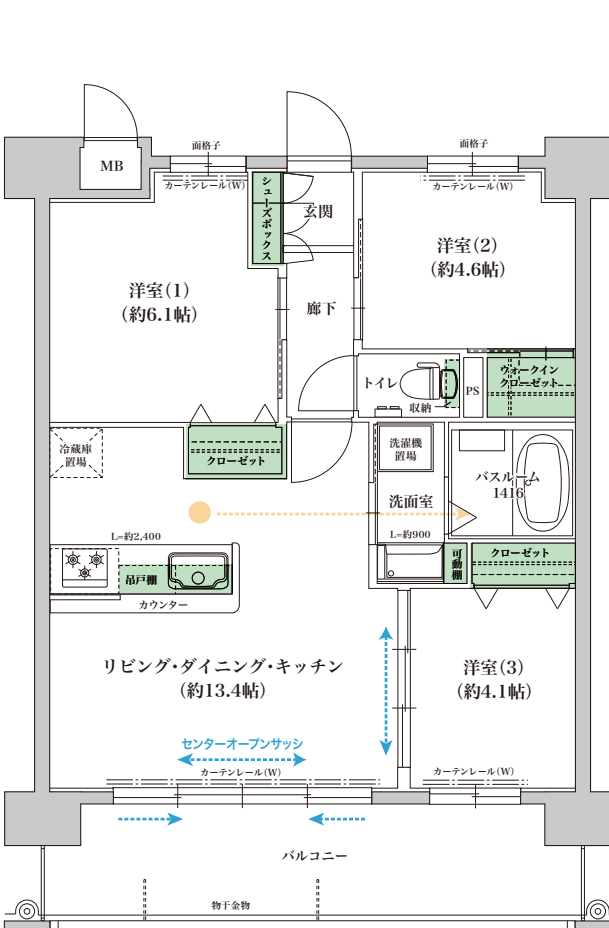 面格子
面格子
MB
カーテンレール(W)
シューズボックス
玄関
カーテンレール(W)
洋室(2)
(約4.6帖)
洋室(1)
(約6.1帖)
廊下
トイレ
収納
PS
ウォークイン
クローゼット
冷蔵庫
置場
クローゼット
洗濯機
置場
バスルーム
1416
洗面室
L=約2,400
L=約900
吊戸棚
可動棚
クローゼット
カウンター
リビング・ダイニング・キッチン
(約13.4帖)
洋室(3)
(約4.1帖)
センターオープンサッシ
カーテンレール(W)
カーテンレール(W)
バルコニー
物干金物